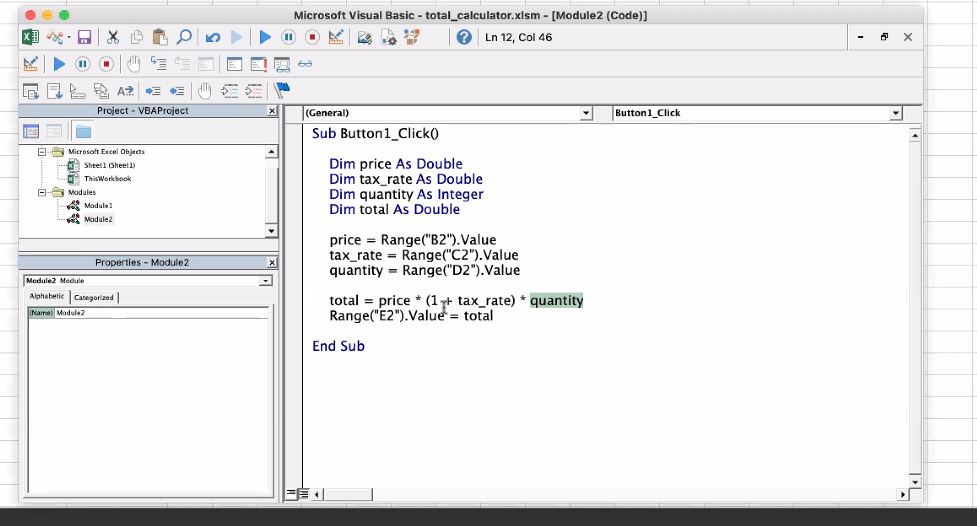 Microsoft Visual Basic - total_calculator.xlsm - [Module2 (Code)]
Ln 12, Col 46
Project - VBAProject
Microsoft Excel Objects
Sheet1 (Sheet1)
ThisWorkbook
Modules
Module1
Module2
Properties - Module2
Module2 Module
Alphabetic Categorized
(Name) Module2
(General) Button1_Click
Sub Button1_Click()
Dim price As Double
Dim tax_rate As Double
Dim quantity As Integer
Dim total As Double
price = Range("B2").Value
tax_rate = Range("C2").Value
quantity = Range("D2").Value
total = price * (1 + tax_rate) * quantity
Range("E2").Value = total
End Sub